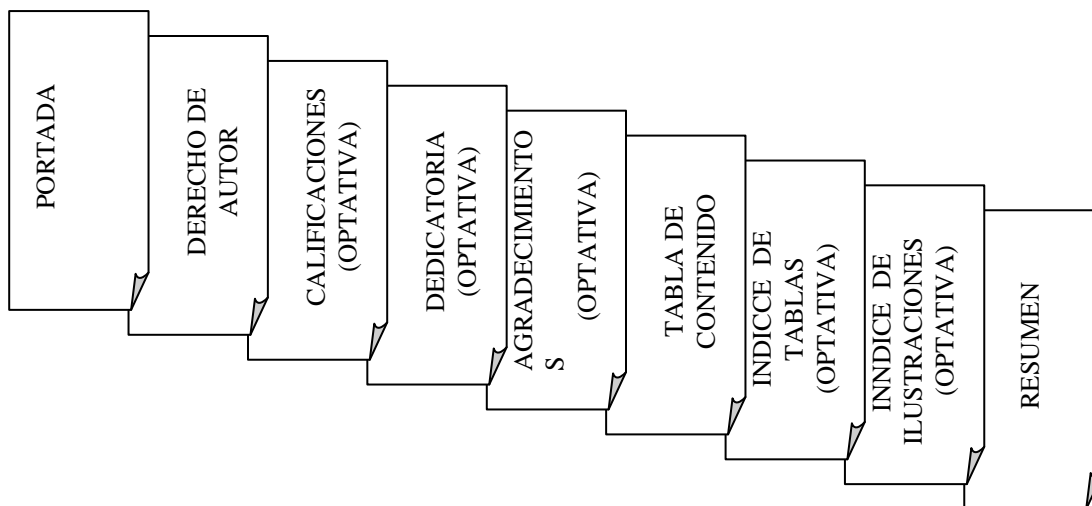 PORTADA
DERECHO DE
AUTOR
CALIFICACIONES
(OPTATIVA)
DEDICATORIA
(OPTATIVA)
AGRADECIMIENTO
S
(OPTATIVA)
TABLA DE
CONTENIDO
INDICCE DE
TABLAS
(OPTATIVA)
INNDICE DE
ILUSTRACIONES
(OPTATIVA)
RESUMEN